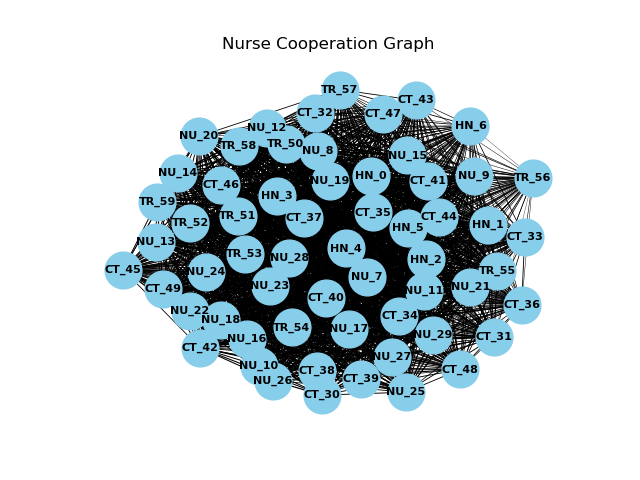 Nurse Cooperation Graph
TR_57
CT_43
CT_32
CT_47
HN_6
NU_12
NU_20
TR_58
TR_50
NU_8
NU_15
NU_14
HN_0
NU_9
TR_56
CT_46
NU_19
CT_41
HN_3
TR_59
CT_35
TR_51
CT_37
CT_44
TR_52
HN_1
HN_5
CT_33
NU_13
HN_4
TR_53
NU_28
HN_2
CT_45
NU_24
TR_55
NU_7
NU_23
NU_21
CT_49
NU_11
CT_40
CT_36
NU_22
CT_34
NU_18
TR_54
NU_17
NU_29
CT_31
NU_16
CT_42
NU_27
NU_10
CT_38
CT_48
CT_39
NU_26
NU_25
CT_30